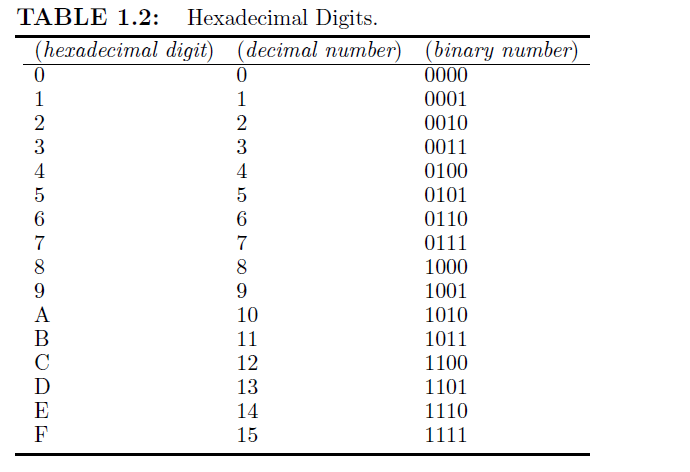 TABLE 1.2: Hexadecimal Digits.
(hexadecimal digit) (decimal number) (binary number)
0 0 0000
1 1 0001
2 2 0010
3 3 0011
4 4 0100
5 5 0101
6 6 0110
7 7 0111
8 8 1000
9 9 1001
A 10 1010
B 11 1011
C 12 1100
D 13 1101
E 14 1110
F 15 1111